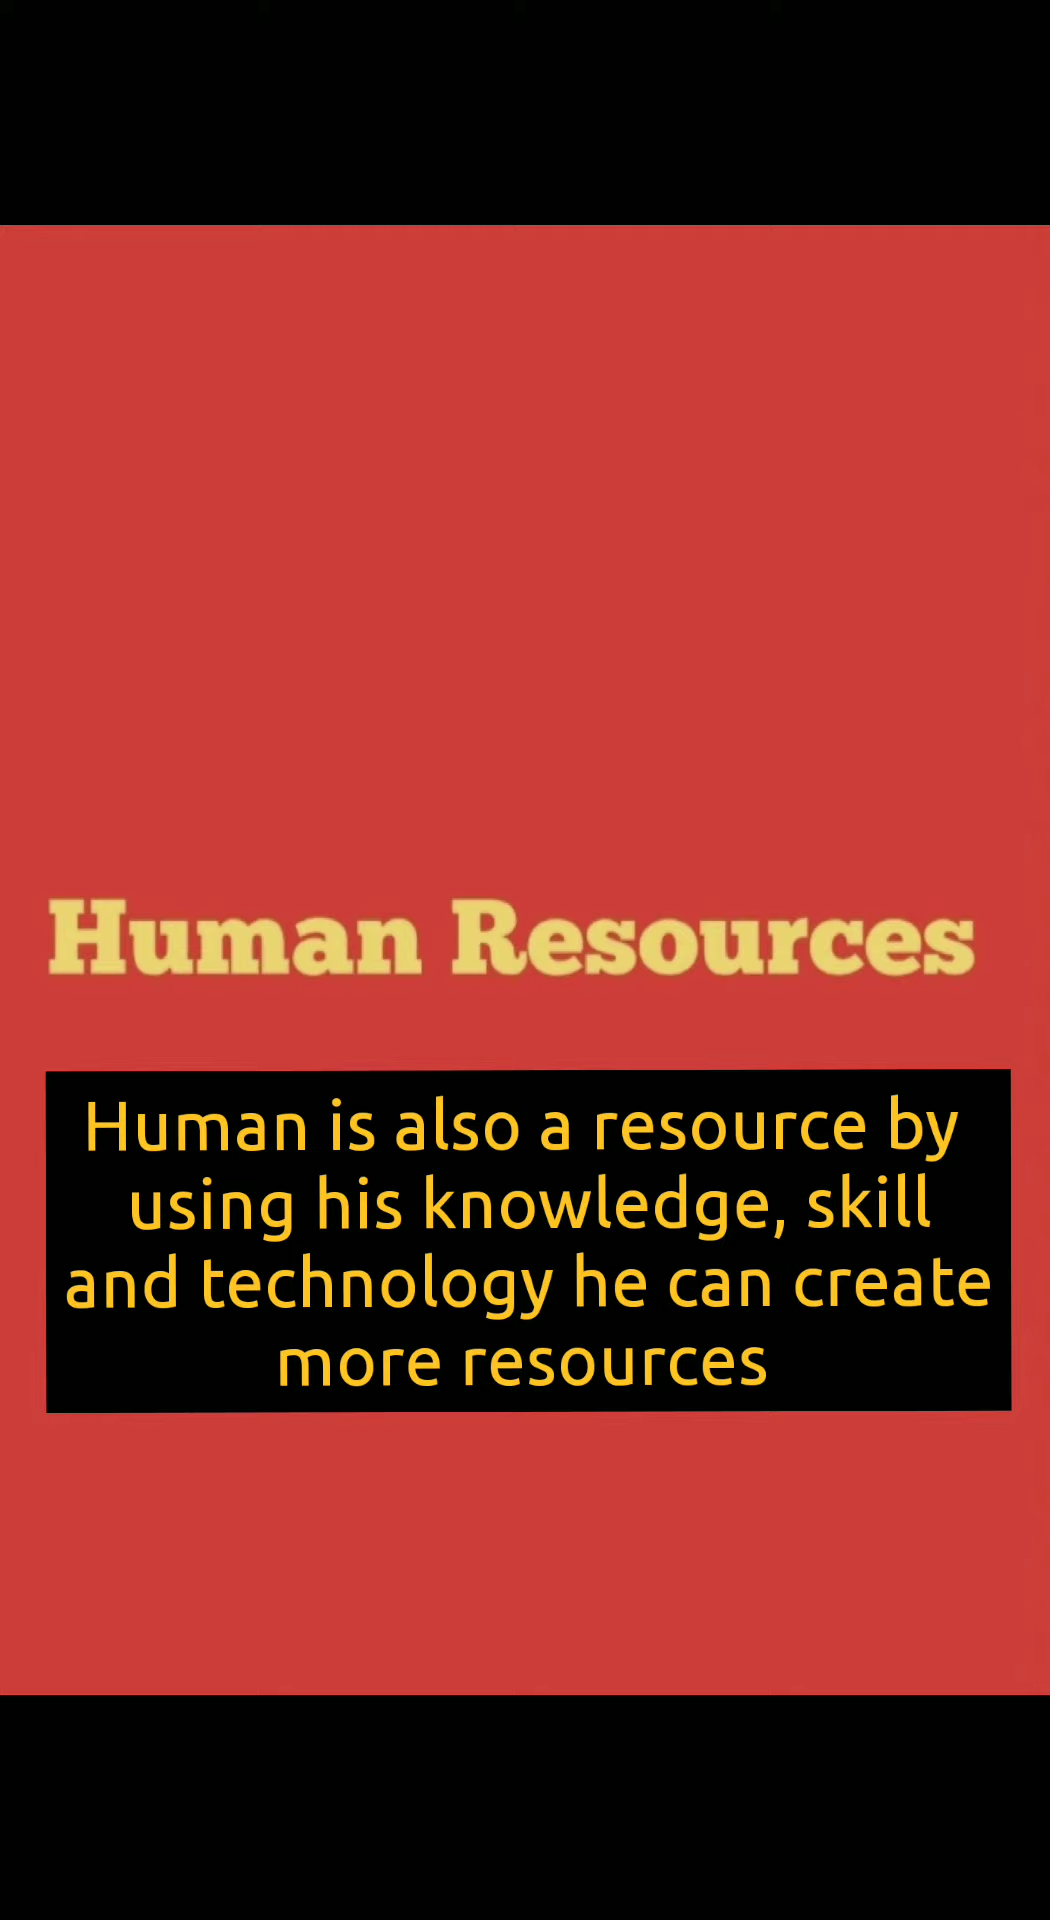 Human Resources
Human is also a resource by
using his knowledge, skill
and technology he can create
more resources